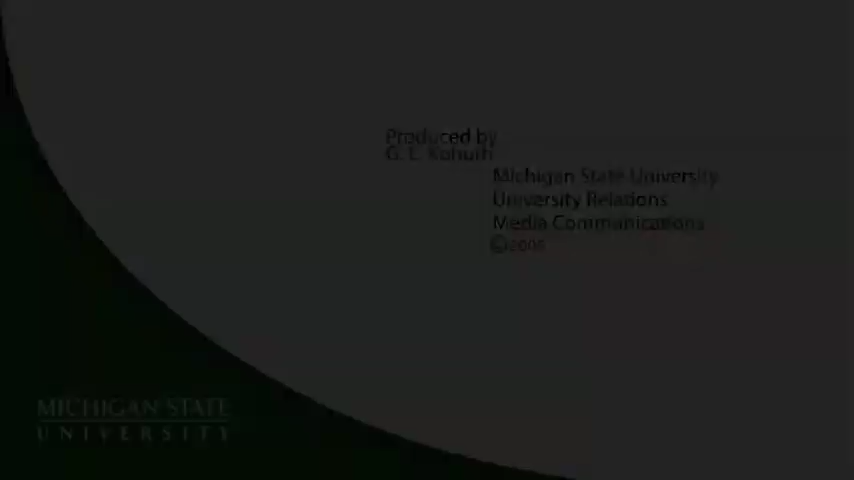 Produced by
G. L. Kohuth
Michigan State University
University Relations
Media Communications
MICHIGAN STATE
UNIVERSITY